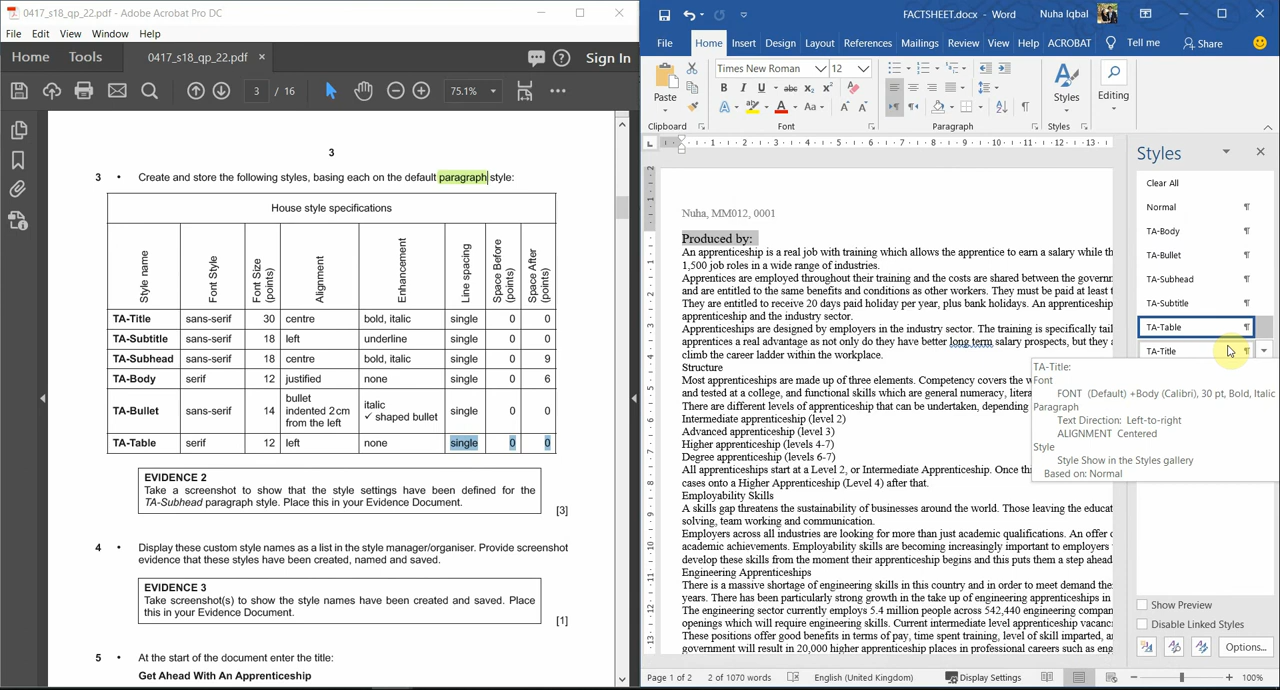 0417_s18_qp_22.pdf - Adobe Acrobat Pro DC
File Edit View Window Help
Home Tools 0417_s18_qp_22.pdf × Sign In
3 / 16 75.1%
3
3 • Create and store the following styles, basing each on the default paragraph style:
House style specifications
Style name Font Style Font Size (points) Alignment Enhancement Line spacing Space Before (points) Space After (points)
TA-Title sans-serif 30 centre bold, italic single 0 0
TA-Subtitle sans-serif 18 left underline single 0 0
TA-Subhead sans-serif 18 centre bold, italic single 0 9
TA-Body serif 12 justified none single 0 6
TA-Bullet sans-serif 14 bullet indented 2 cm from the left italic ✓ shaped bullet single 0 0
TA-Table serif 12 left none single 0 0
EVIDENCE 2
Take a screenshot to show that the style settings have been defined for the
TA-Subhead paragraph style. Place this in your Evidence Document.
[3]
4 • Display these custom style names as a list in the style manager/organiser. Provide screenshot
evidence that these styles have been created, named and saved.
EVIDENCE 3
Take screenshot(s) to show the style names have been created and saved. Place
this in your Evidence Document.
[1]
5 • At the start of the document enter the title:
Get Ahead With An Apprenticeship
FACTSHEET.docx - Word Nuha Iqbal
File Home Insert Design Layout References Mailings Review View Help ACROBAT Tell me Share
Times New Roman 12
Paste Styles Editing
Clipboard Font Paragraph Styles
Nuha, MM012, 0001
Produced by:
An apprenticeship is a real job with training which allows the apprentice to earn a salary while th
1,500 job roles in a wide range of industries.
Apprentices are employed throughout their training and the costs are shared between the govern
and are entitled to the same benefits and conditions as other workers. They must be paid at least t
They are entitled to receive 20 days paid holiday per year, plus bank holidays. An apprenticeship
apprenticeship and the industry sector.
Apprenticeships are designed by employers in the industry sector. The training is specifically tail
apprentices a real advantage as not only do they have better long term salary prospects, but they a
climb the career ladder within the workplace.
Structure
Most apprenticeships are made up of three elements. Competency covers the w
and tested at a college, and functional skills which are general numeracy, litera
There are different levels of apprenticeship that can be undertaken, depending
Intermediate apprenticeship (level 2)
Advanced apprenticeship (level 3)
Higher apprenticeship (levels 4-7)
Degree apprenticeship (levels 6-7)
All apprenticeships start at a Level 2, or Intermediate Apprenticeship. Once th
cases onto a Higher Apprenticeship (Level 4) after that.
Employability Skills
A skills gap threatens the sustainability of businesses around the world. Those leaving the educat
solving, team working and communication.
Employers across all industries are looking for more than just academic qualifications. An offer o
academic achievements. Employability skills are becoming increasingly important to employers
develop these skills from the moment their apprenticeship begins and this puts them a step ahead
Engineering Apprenticeships
There is a massive shortage of engineering skills in this country and in order to meet demand the
years. There has been particularly strong growth in the take up of engineering apprenticeships in
The engineering sector currently employs 5.4 million people across 542,440 engineering compan
openings which will require engineering skills. Current intermediate level apprenticeship vacanc
These positions offer good benefits in terms of pay, time spent training, level of skill imparted, a
government will result in 20,000 higher apprenticeship places in professional careers such as eng
Styles
Clear All
Normal
TA-Body
TA-Bullet
TA-Subhead
TA-Subtitle
TA-Table
TA-Title
TA-Title:
Font
FONT (Default) +Body (Calibri), 30 pt, Bold, Italic
Paragraph
Text Direction: Left-to-right
ALIGNMENT Centered
Style
Style Show in the Styles gallery
Based on: Normal
Show Preview
Disable Linked Styles
Options...
Page 1 of 2 2 of 1070 words English (United Kingdom) Display Settings 100%